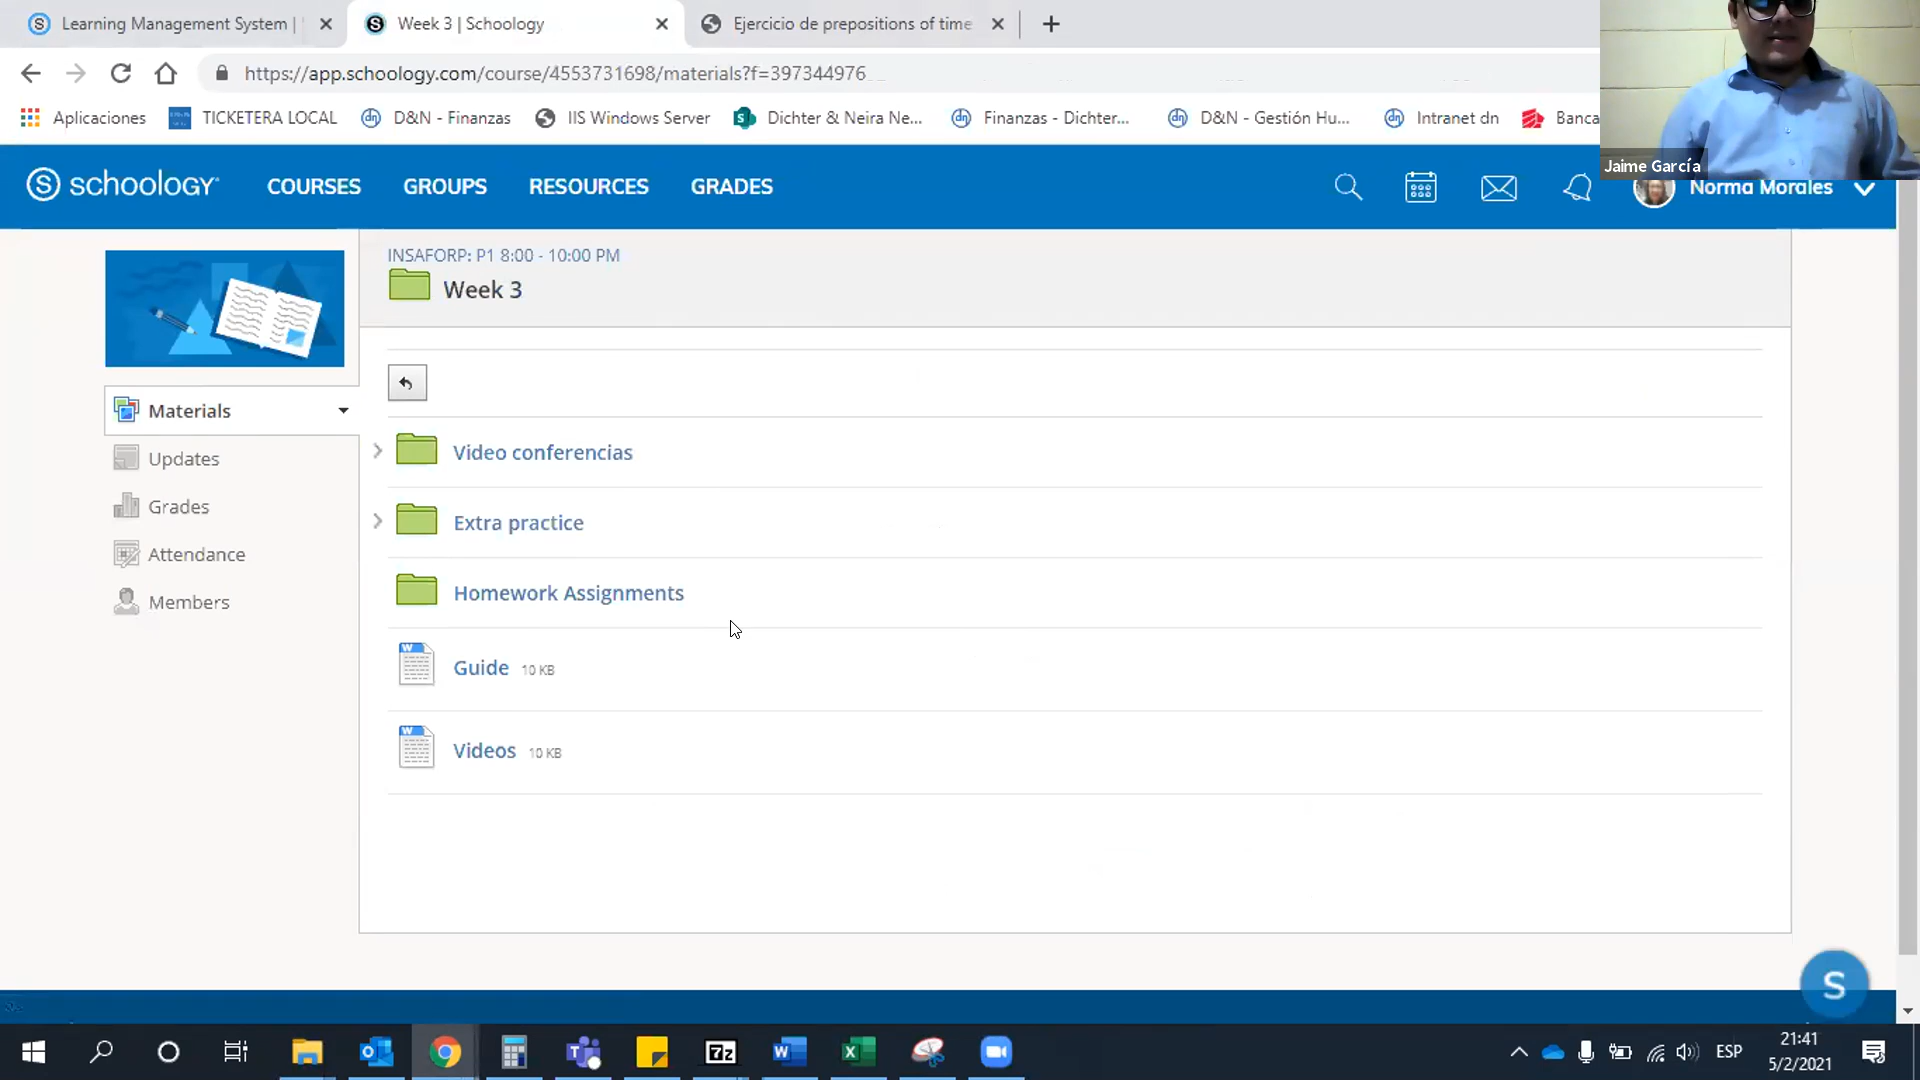 Learning Management System |
Week 3 | Schoology
Ejercicio de prepositions of time
https://app.schoology.com/course/4553731698/materials?f=397344976
Aplicaciones
TICKETERA LOCAL
D&N - Finanzas
IIS Windows Server
Dichter & Neira Ne...
Finanzas - Dichter...
D&N - Gestión Hu...
Intranet dn
Banca
Jaime García
schoology
COURSES
GROUPS
RESOURCES
GRADES
Norma Morales
INSAFORP: P1 8:00 - 10:00 PM
Week 3
Materials
Updates
Grades
Attendance
Members
Video conferencias
Extra practice
Homework Assignments
Guide 10 KB
Videos 10 KB
S
ESP
21:41
5/2/2021